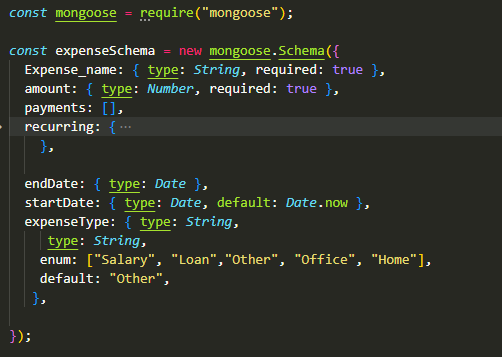 const mongoose = require("mongoose");
const expenseSchema = new mongoose.Schema({
Expense_name: { type: String, required: true },
amount: { type: Number, required: true },
payments: [],
recurring: { ...
},
endDate: { type: Date },
startDate: { type: Date, default: Date.now },
expenseType: { type: String,
type: String,
enum: ["Salary", "Loan","Other", "Office", "Home"],
default: "Other",
},
});